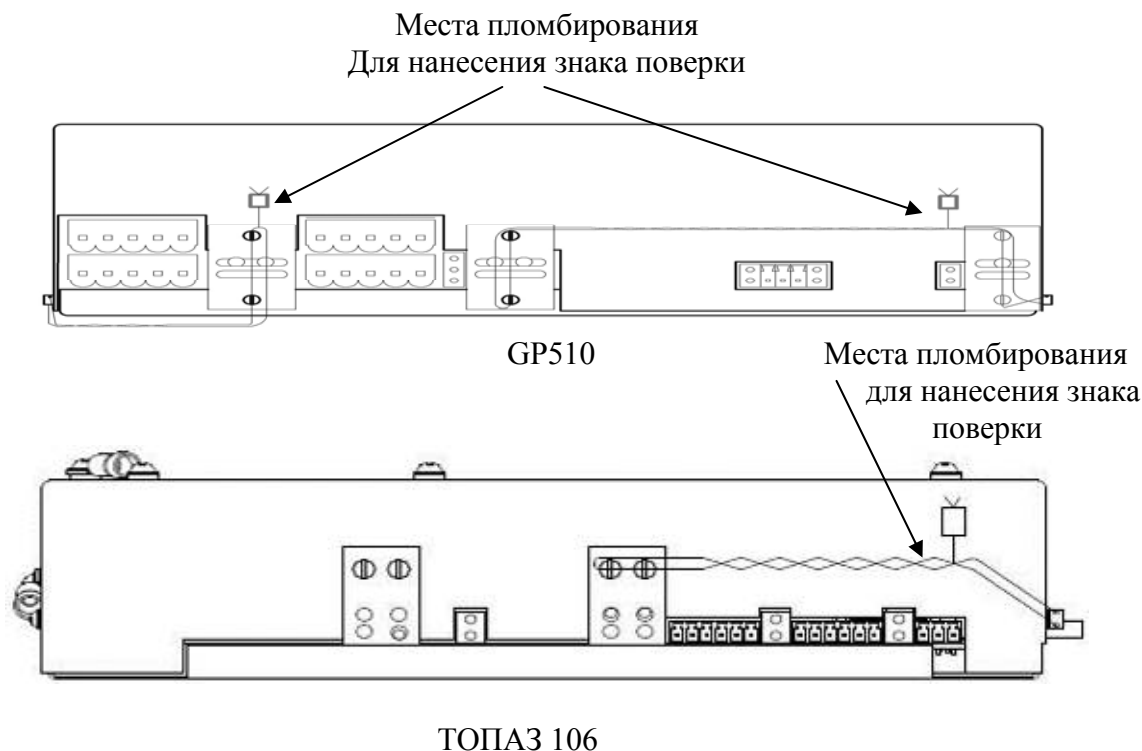 Места пломбирования
Для нанесения знака поверки
GP510
Места пломбирования
для нанесения знака
поверки
ТОПАЗ 106